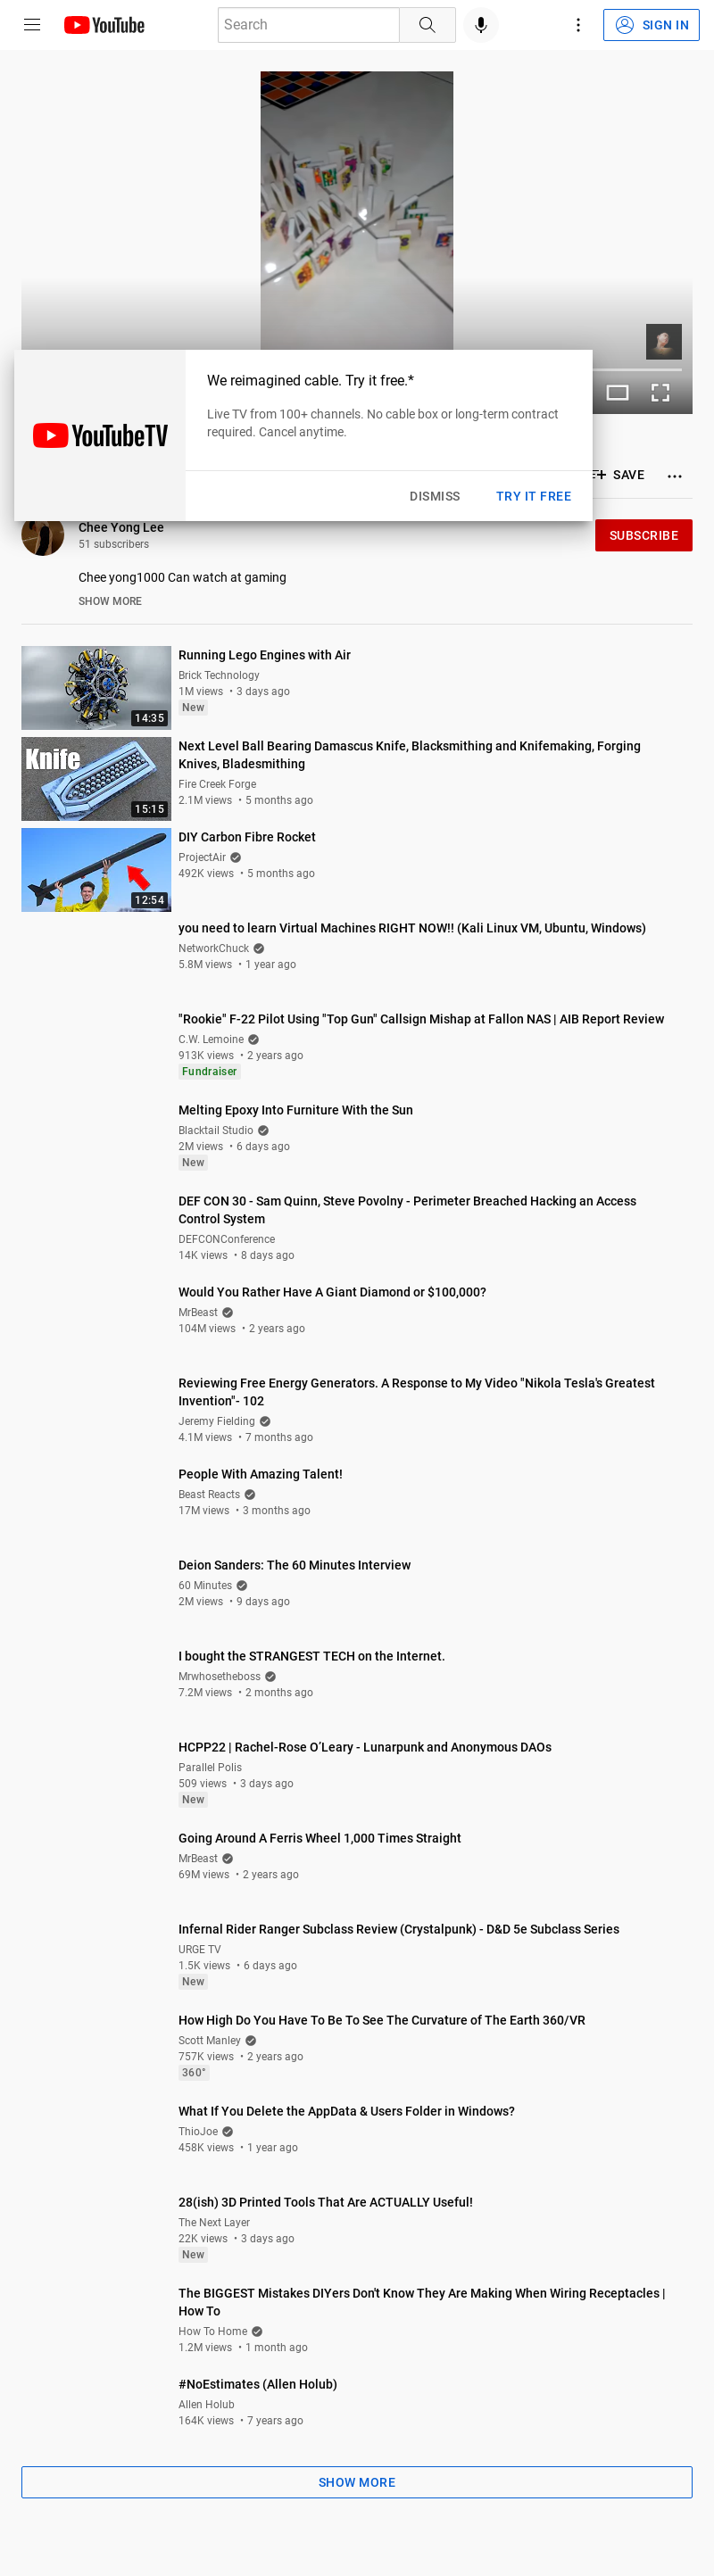 YouTube
Search
SIGN IN
We reimagined cable. Try it free.*
Live TV from 100+ channels. No cable box or long-term contract
required. Cancel anytime.
YouTubeTV
DISMISS
TRY IT FREE
SAVE
Chee Yong Lee
51 subscribers
SUBSCRIBE
Chee yong1000 Can watch at gaming
SHOW MORE
Running Lego Engines with Air
Brick Technology
1M views • 3 days ago
New
14:35
Next Level Ball Bearing Damascus Knife, Blacksmithing and Knifemaking, Forging
Knives, Bladesmithing
Fire Creek Forge
2.1M views • 5 months ago
Knife
15:15
DIY Carbon Fibre Rocket
ProjectAir
492K views • 5 months ago
12:54
you need to learn Virtual Machines RIGHT NOW!! (Kali Linux VM, Ubuntu, Windows)
NetworkChuck
5.8M views • 1 year ago
"Rookie" F-22 Pilot Using "Top Gun" Callsign Mishap at Fallon NAS | AIB Report Review
C.W. Lemoine
913K views • 2 years ago
Fundraiser
Melting Epoxy Into Furniture With the Sun
Blacktail Studio
2M views • 6 days ago
New
DEF CON 30 - Sam Quinn, Steve Povolny - Perimeter Breached Hacking an Access
Control System
DEFCONConference
14K views • 8 days ago
Would You Rather Have A Giant Diamond or $100,000?
MrBeast
104M views • 2 years ago
Reviewing Free Energy Generators. A Response to My Video "Nikola Tesla's Greatest
Invention"- 102
Jeremy Fielding
4.1M views • 7 months ago
People With Amazing Talent!
Beast Reacts
17M views • 3 months ago
Deion Sanders: The 60 Minutes Interview
60 Minutes
2M views • 9 days ago
I bought the STRANGEST TECH on the Internet.
Mrwhosetheboss
7.2M views • 2 months ago
HCPP22 | Rachel-Rose O'Leary - Lunarpunk and Anonymous DAOs
Parallel Polis
509 views • 3 days ago
New
Going Around A Ferris Wheel 1,000 Times Straight
MrBeast
69M views • 2 years ago
Infernal Rider Ranger Subclass Review (Crystalpunk) - D&D 5e Subclass Series
URGE TV
1.5K views • 6 days ago
New
How High Do You Have To Be To See The Curvature of The Earth 360/VR
Scott Manley
757K views • 2 years ago
360°
What If You Delete the AppData & Users Folder in Windows?
ThioJoe
458K views • 1 year ago
28(ish) 3D Printed Tools That Are ACTUALLY Useful!
The Next Layer
22K views • 3 days ago
New
The BIGGEST Mistakes DIYers Don't Know They Are Making When Wiring Receptacles |
How To
How To Home
1.2M views • 1 month ago
#NoEstimates (Allen Holub)
Allen Holub
164K views • 7 years ago
SHOW MORE